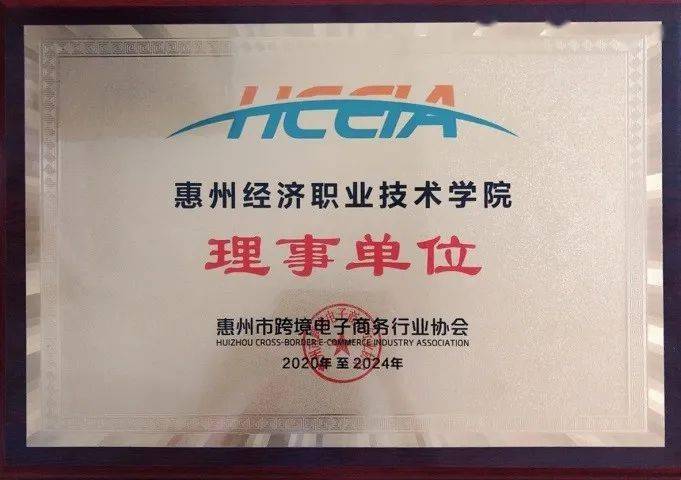 HCCIA
惠州经济职业技术学院
理事单位
惠州市跨境电子商务行业协会
HUIZHOU CROSS-BORDER E-COMMERCE INDUSTRY ASSOCIATION
2020年至2024年